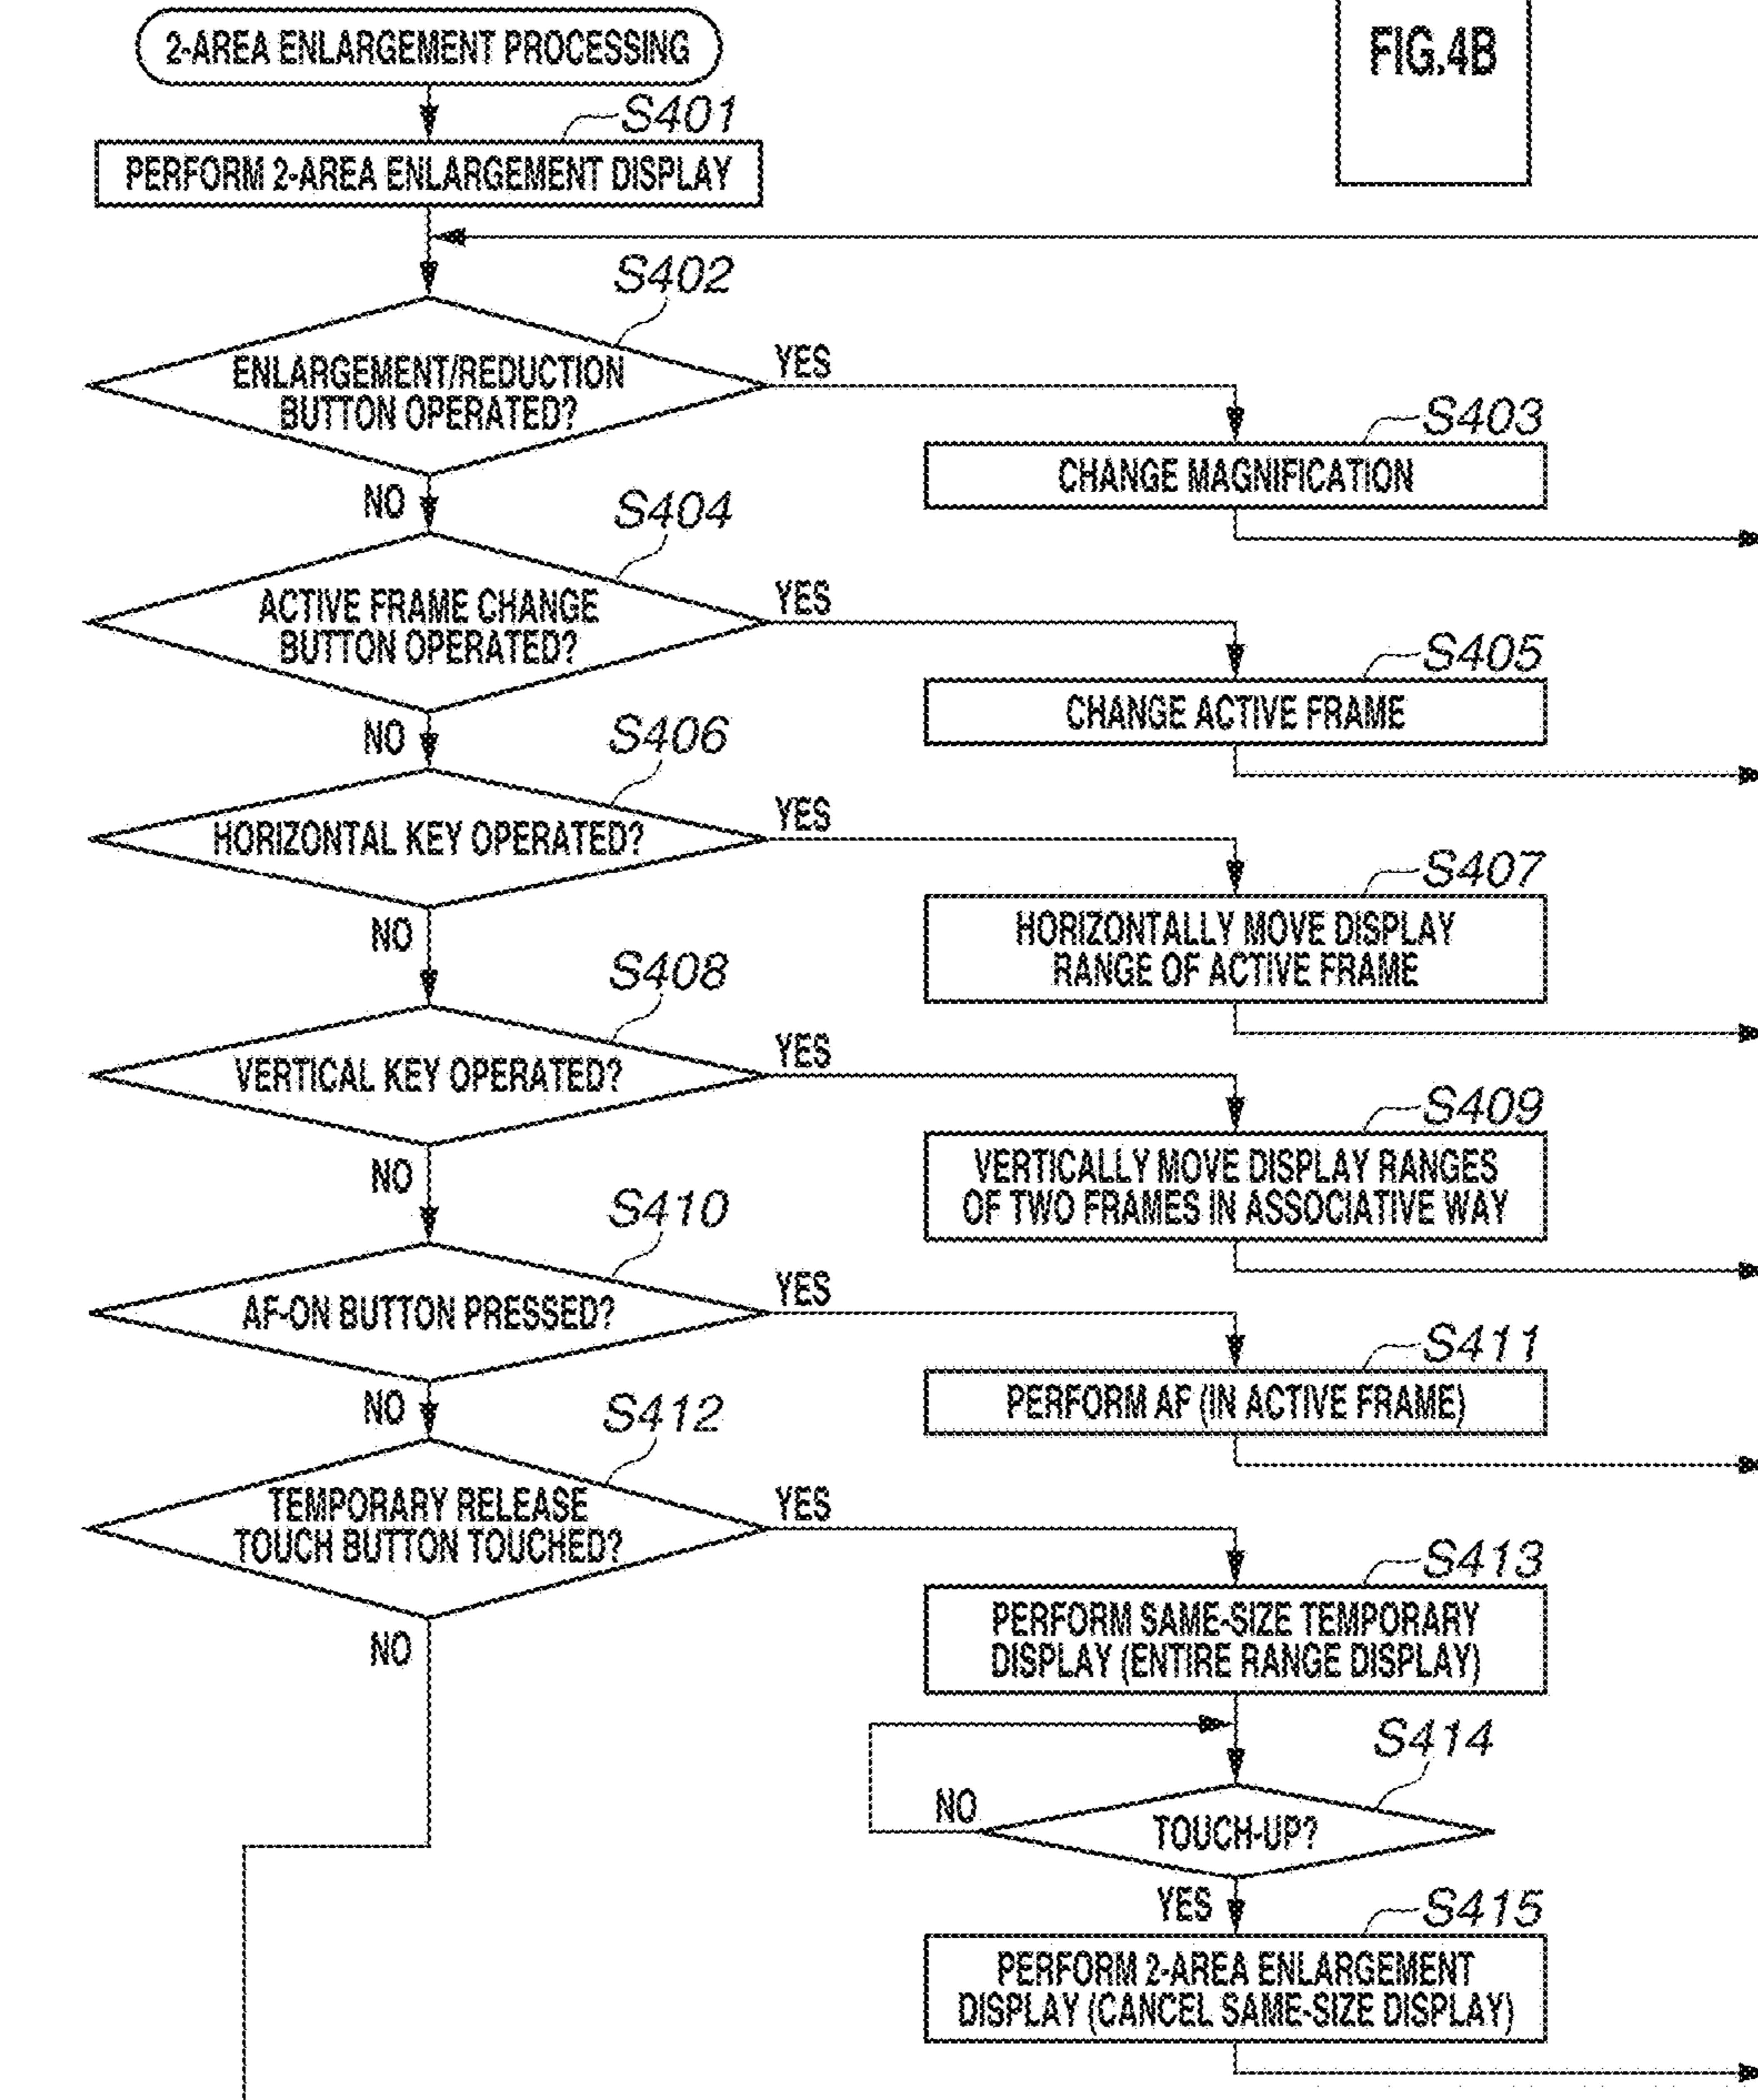 2-AREA ENLARGEMENT PROCESSING
FIG.4B
S401
PERFORM 2-AREA ENLARGEMENT DISPLAY
S402
ENLARGEMENT/REDUCTION
BUTTON OPERATED?
YES
NO
S403
CHANGE MAGNIFICATION
S404
ACTIVE FRAME CHANGE
BUTTON OPERATED?
YES
NO
S405
CHANGE ACTIVE FRAME
S406
HORIZONTAL KEY OPERATED?
YES
NO
S407
HORIZONTALLY MOVE DISPLAY
RANGE OF ACTIVE FRAME
S408
VERTICAL KEY OPERATED?
YES
NO
S409
VERTICALLY MOVE DISPLAY RANGES
OF TWO FRAMES IN ASSOCIATIVE WAY
S410
AF-ON BUTTON PRESSED?
YES
NO
S411
PERFORM AF (IN ACTIVE FRAME)
S412
TEMPORARY RELEASE
TOUCH BUTTON TOUCHED?
YES
NO
S413
PERFORM SAME-SIZE TEMPORARY
DISPLAY (ENTIRE RANGE DISPLAY)
S414
TOUCH-UP?
NO
YES
S415
PERFORM 2-AREA ENLARGEMENT
DISPLAY (CANCEL SAME-SIZE DISPLAY)